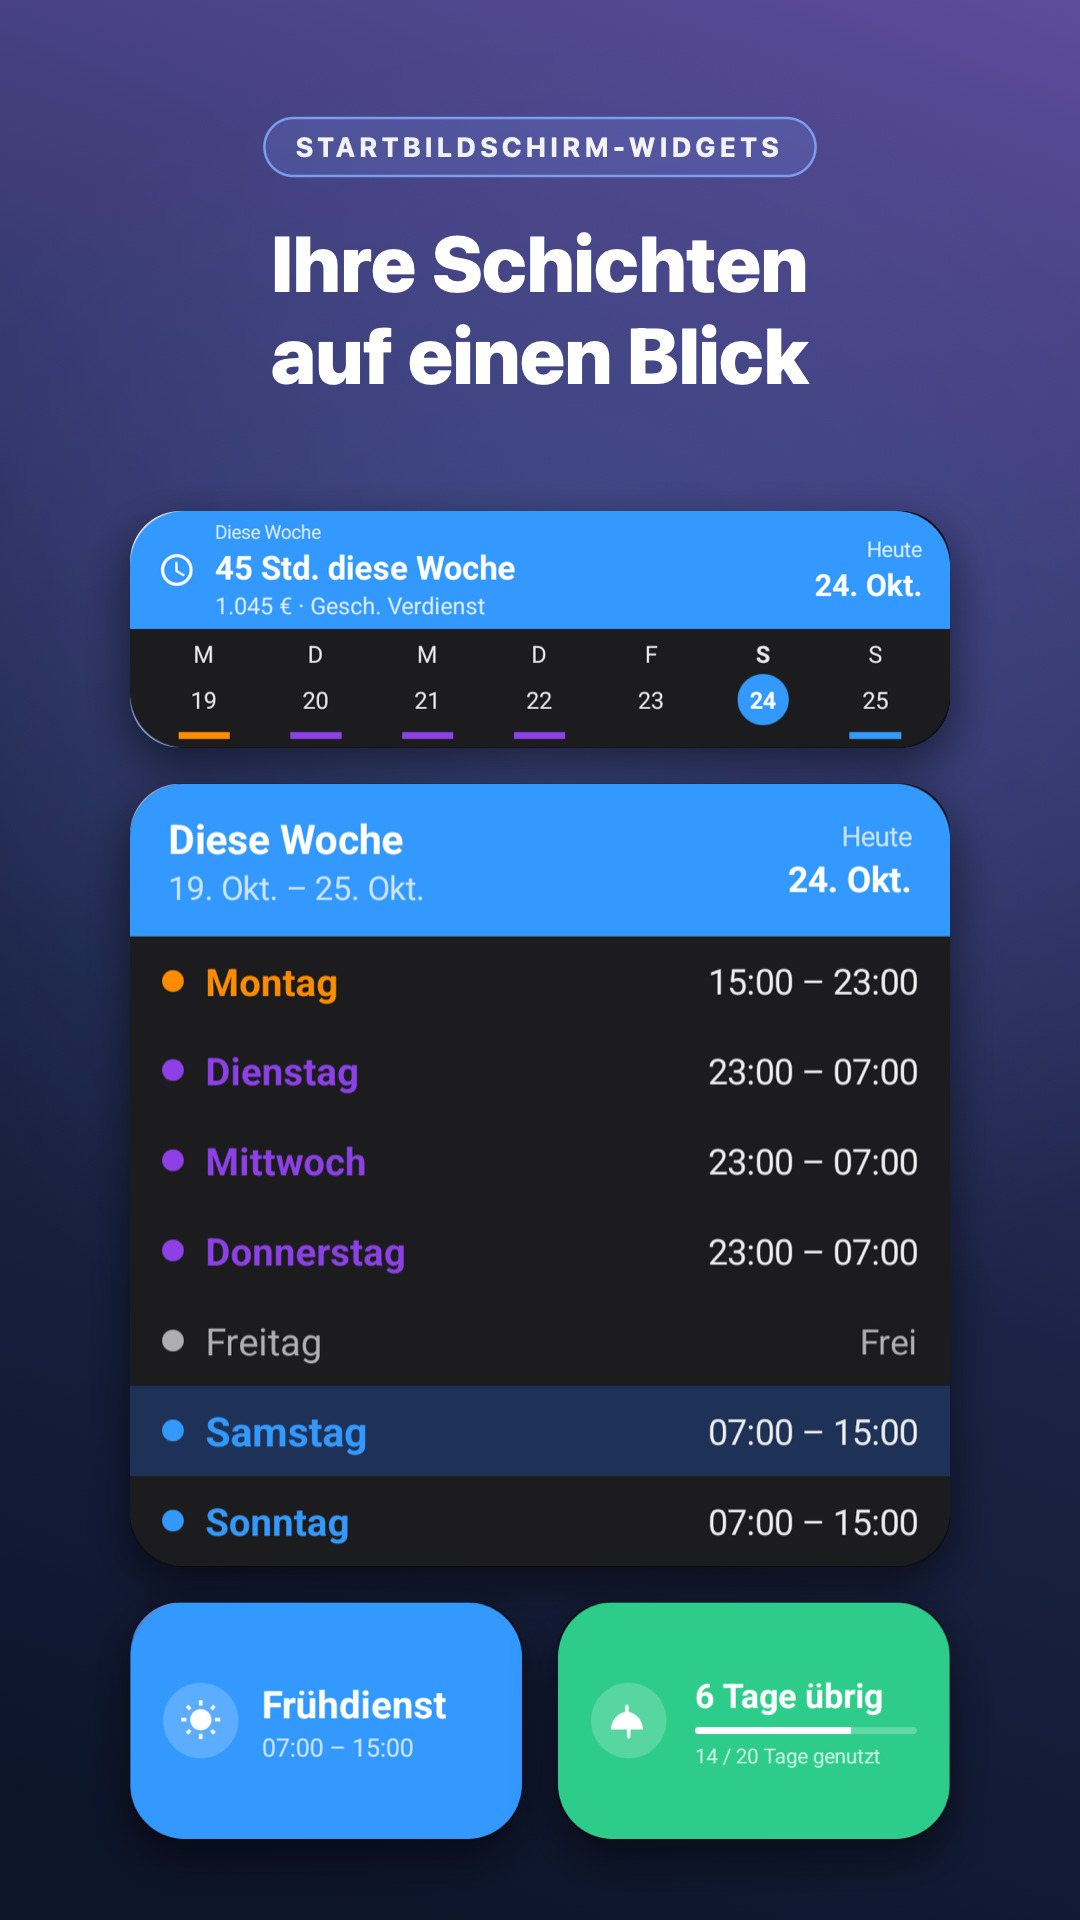 STARTBILDSCHIRM-WIDGETS
Ihre Schichten
auf einen Blick
Diese Woche
45 Std. diese Woche
1.045 € · Gesch. Verdienst
Heute
24. Okt.
M D M D F S S
19 20 21 22 23 24 25
Diese Woche
19. Okt. – 25. Okt.
Heute
24. Okt.
Montag 15:00 – 23:00
Dienstag 23:00 – 07:00
Mittwoch 23:00 – 07:00
Donnerstag 23:00 – 07:00
Freitag Frei
Samstag 07:00 – 15:00
Sonntag 07:00 – 15:00
Frühdienst
07:00 – 15:00
6 Tage übrig
14 / 20 Tage genutzt